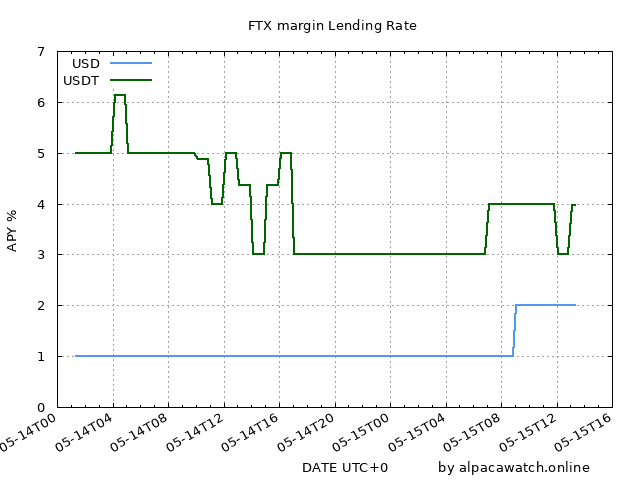 FTX margin Lending Rate
USD
USDT
7
6
5
4
3
2
1
0
APY %
05-14T00
05-14T04
05-14T08
05-14T12
05-14T16
05-14T20
05-15T00
05-15T04
05-15T08
05-15T12
05-15T16
DATE UTC+0
by alpacawatch.online